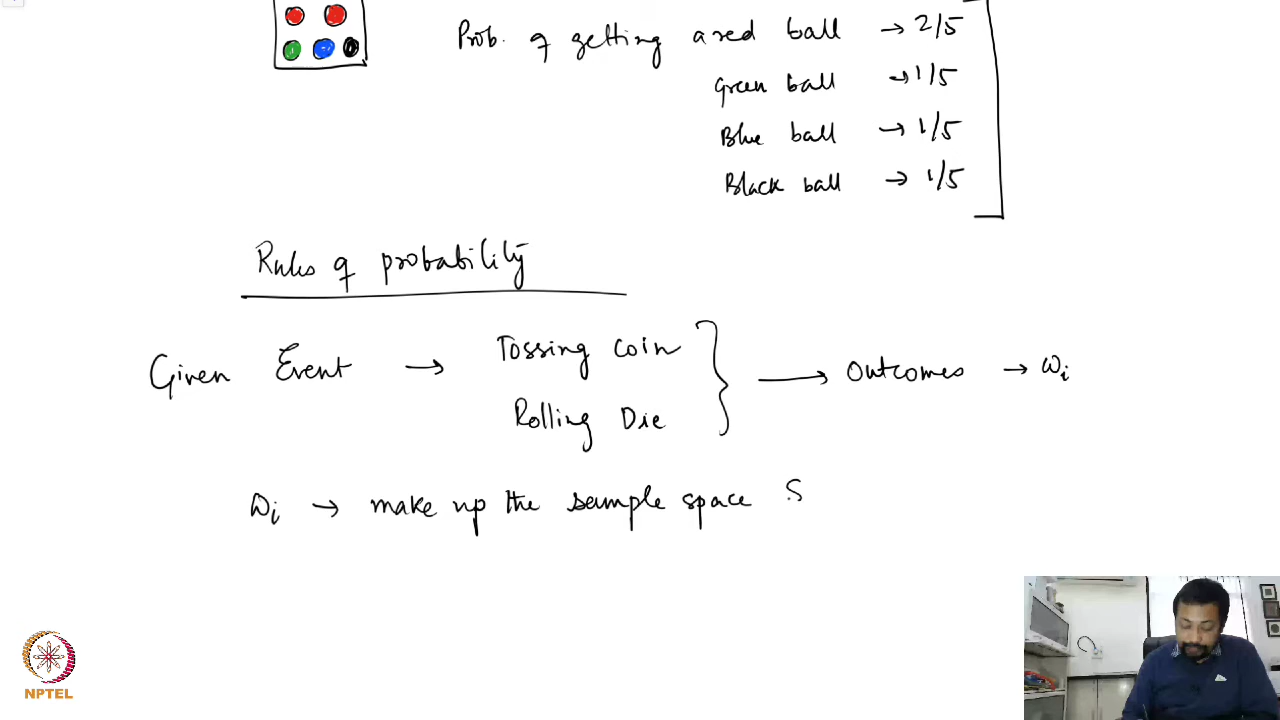 Prob. of getting a red ball → 2/5
Green ball → 1/5
Blue ball → 1/5
Black ball → 1/5
Rules of probability
Given Event → Tossing coin → Outcomes → ωi
Rolling Die
ωi → make up the sample space S
NPTEL